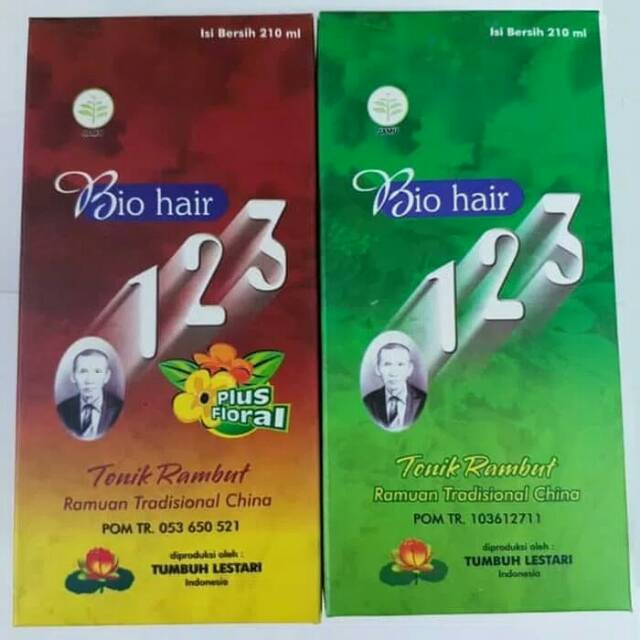 Isi Bersih 210 ml
JAMU
Bio hair
123
Plus
Floral
Tonik Rambut
Ramuan Tradisional China
POM TR. 053 650 521
diproduksi oleh :
TUMBUH LESTARI
Indonesia
Isi Bersih 210 ml
JAMU
Bio hair
123
Tonik Rambut
Ramuan Tradisional China
POM TR. 103612711
diproduksi oleh :
TUMBUH LESTARI
Indonesia